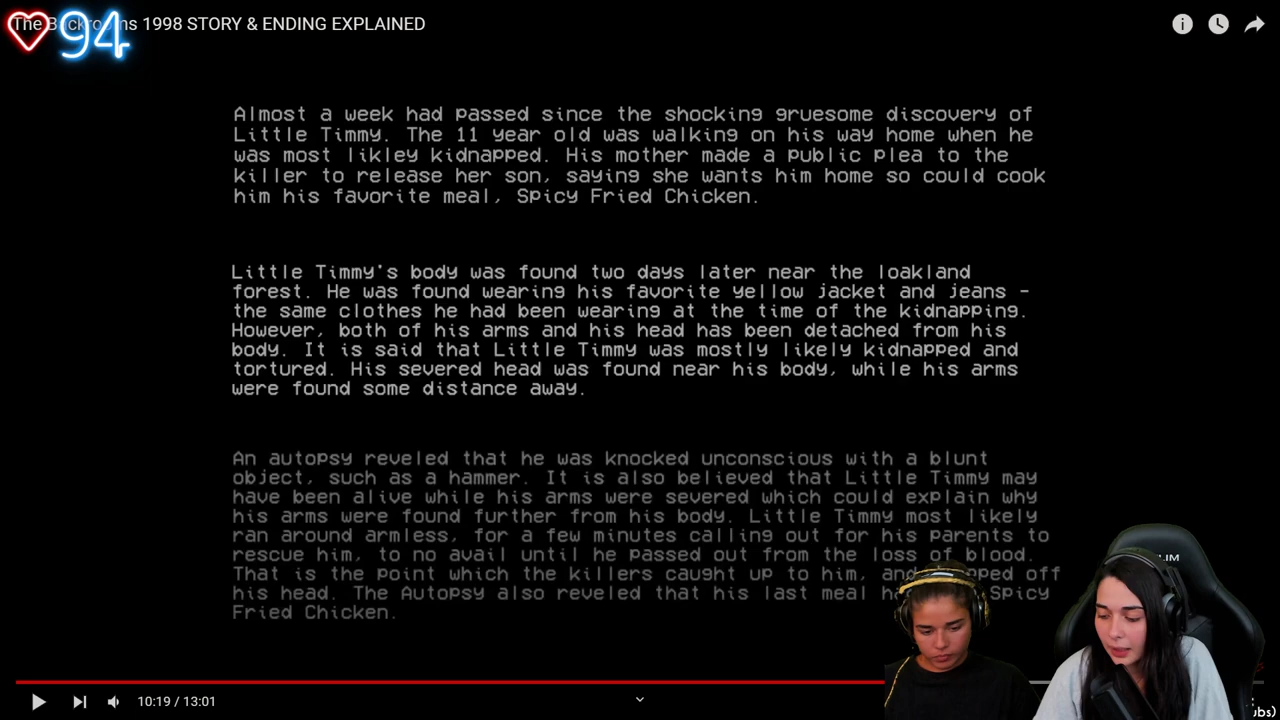 The Backrooms 1998 STORY & ENDING EXPLAINED
94
Almost a week had passed since the shocking gruesome discovery of
Little Timmy. The 11 year old was walking on his way home when he
was most likley kidnapped. His mother made a public plea to the
killer to release her son, saying she wants him home so could cook
him his favorite meal, Spicy Fried Chicken.
Little Timmy's body was found two days later near the loakland
forest. He was found wearing his favorite yellow jacket and jeans -
the same clothes he had been wearing at the time of the kidnapping.
However, both of his arms and his head has been detached from his
body. It is said that Little Timmy was mostly likely kidnapped and
tortured. His severed head was found near his body, while his arms
were found some distance away.
An autopsy reveled that he was knocked unconscious with a blunt
object, such as a hammer. It is also believed that Little Timmy may
have been alive while his arms were severed which could explain why
his arms were found further from his body. Little Timmy most likely
ran around armless, for a few minutes calling out for his parents to
rescue him, to no avail until he passed out from the loss of blood.
That is the point which the killers caught up to him, and off
his head. The Autopsy also reveled that his last meal Spicy
Fried Chicken.
10:19 / 13:01